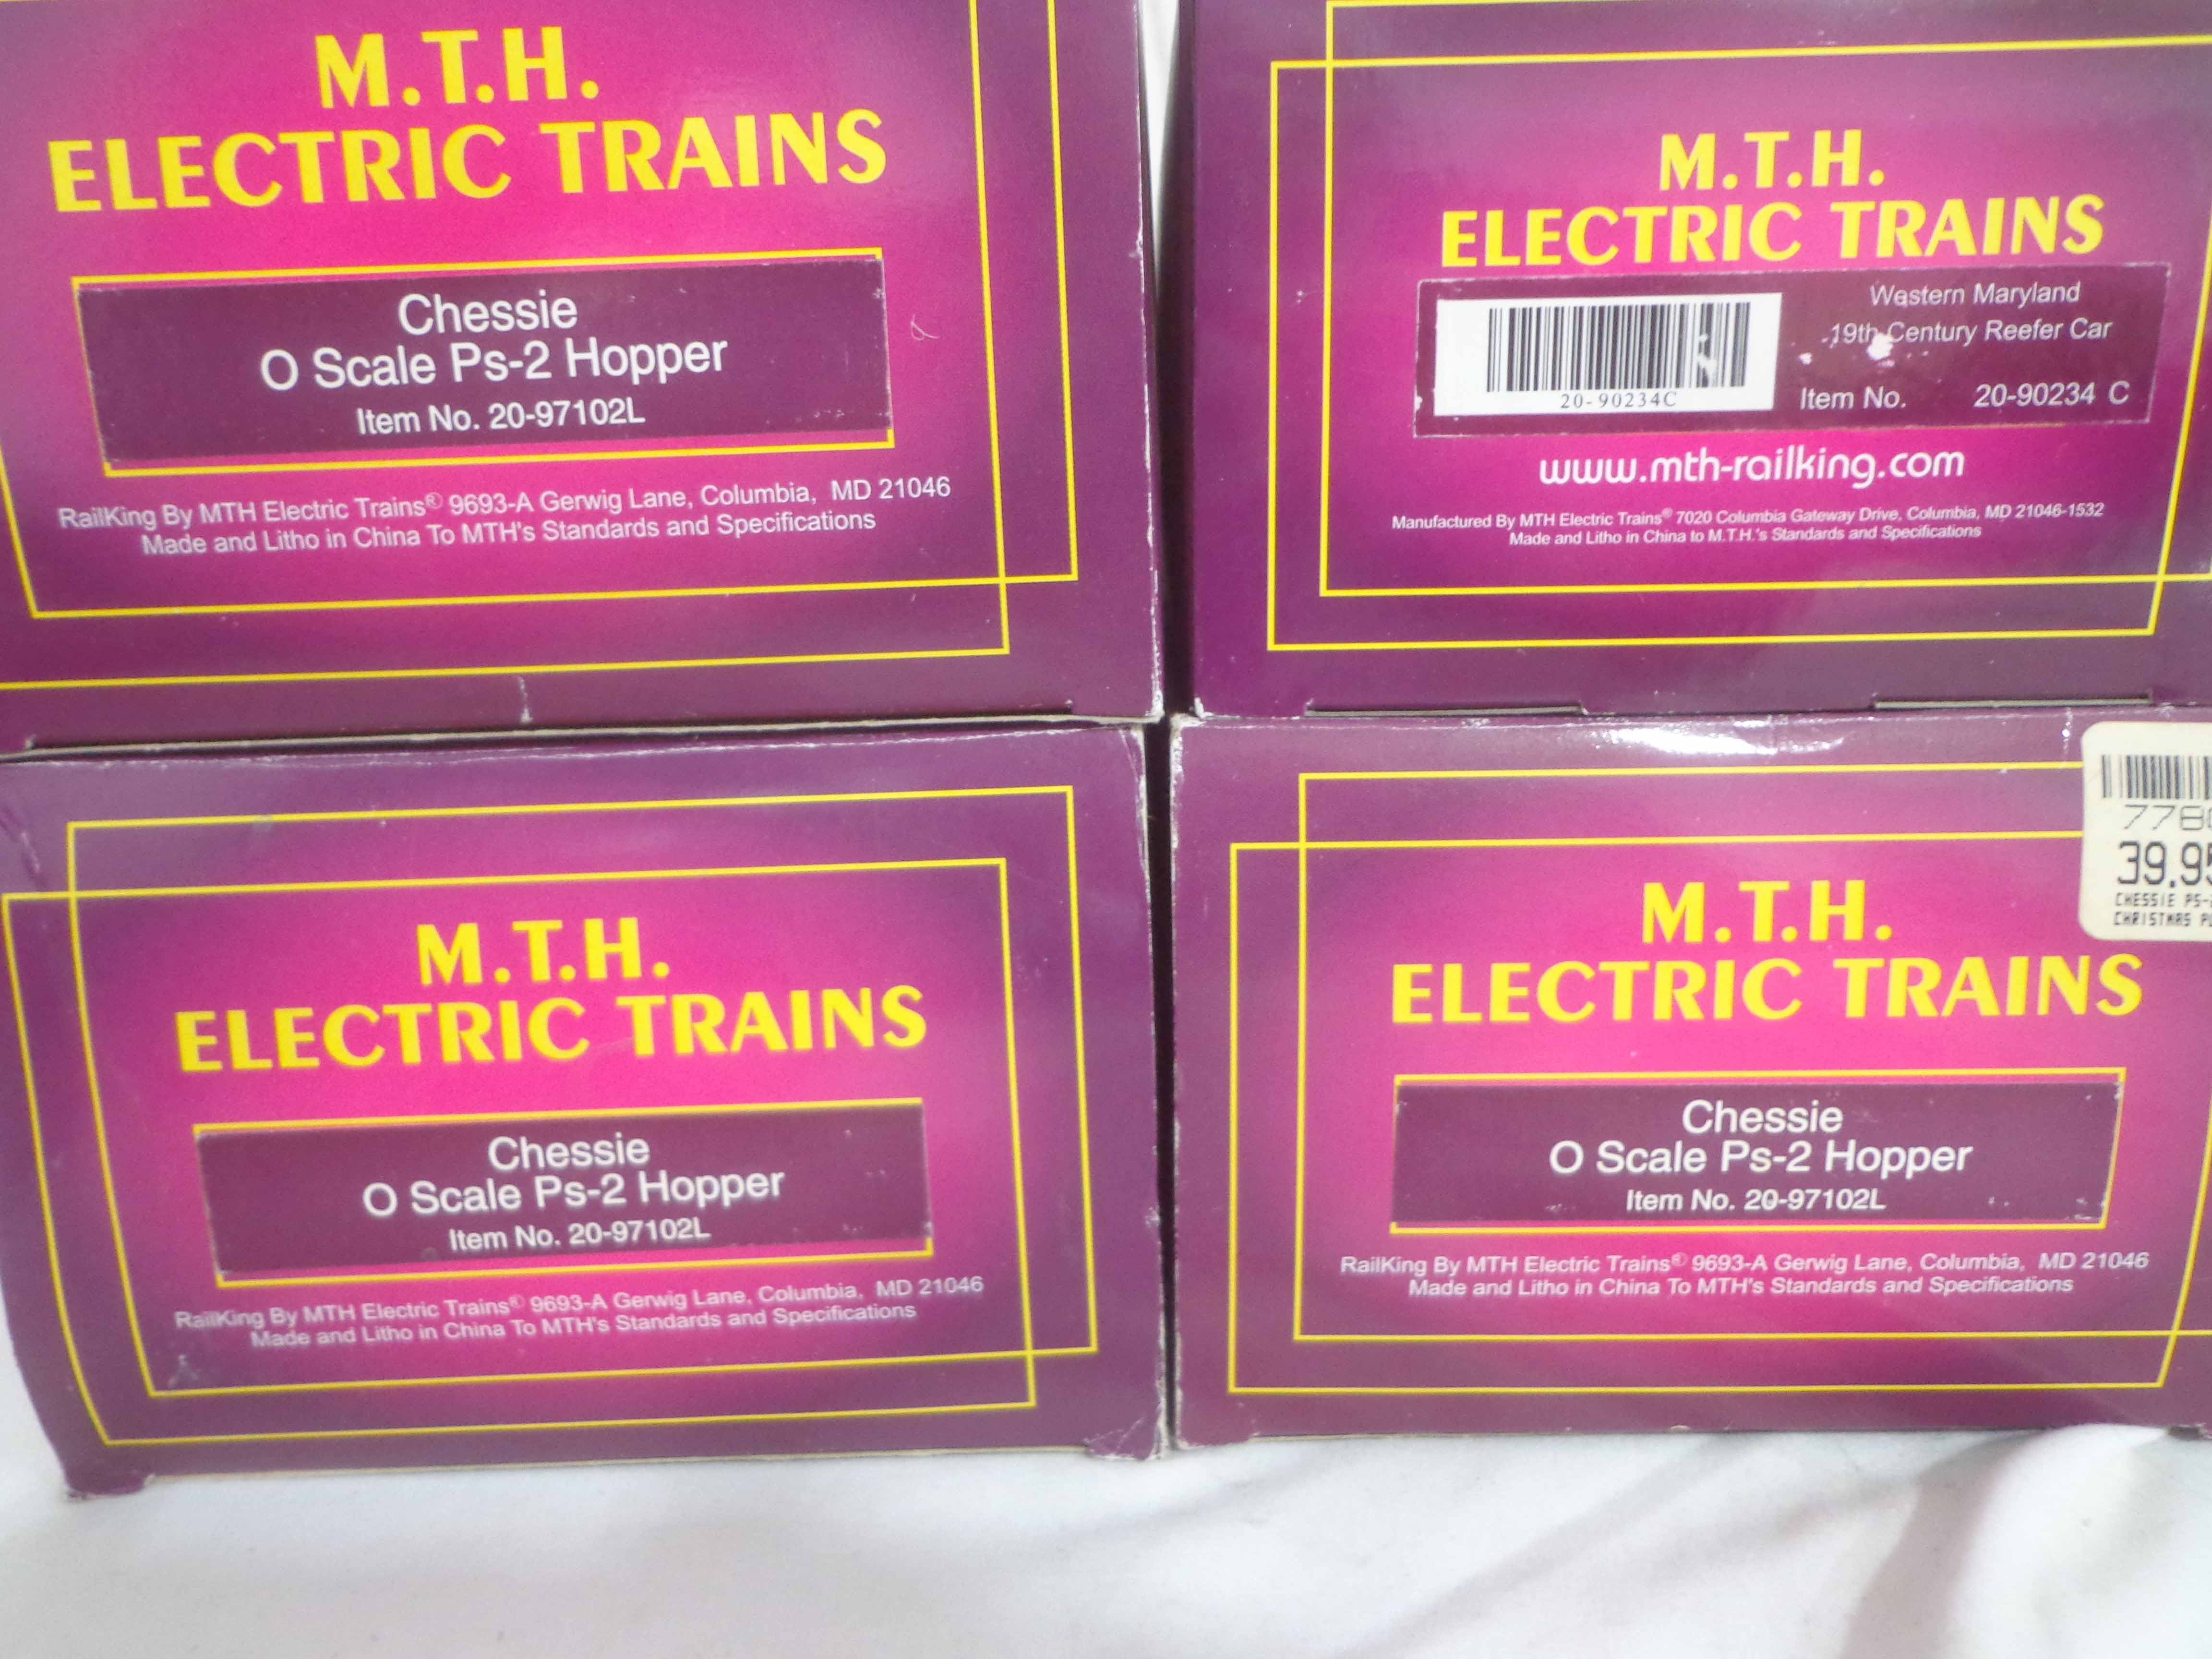 M.T.H.
ELECTRIC TRAINS
Chessie
O Scale Ps-2 Hopper
Item No. 20-97102L
RailKing By MTH Electric Trains® 9693-A Gerwig Lane, Columbia, MD 21046
Made and Litho in China To MTH's Standards and Specifications
M.T.H.
ELECTRIC TRAINS
Western Maryland
19th Century Reefer Car
20-90234C
Item No. 20-90234 C
www.mth-railking.com
Manufactured By MTH Electric Trains® 7020 Columbia Gateway Drive, Columbia, MD 21046-1532
Made and Litho in China to M.T.H.'s Standards and Specifications
M.T.H.
ELECTRIC TRAINS
Chessie
O Scale Ps-2 Hopper
Item No. 20-97102L
RailKing By MTH Electric Trains® 9693-A Gerwig Lane, Columbia, MD 21046
Made and Litho in China To MTH's Standards and Specifications
39.95
CHESSIE PS-
CHRISTMAS
M.T.H.
ELECTRIC TRAINS
Chessie
O Scale Ps-2 Hopper
Item No. 20-97102L
RailKing By MTH Electric Trains® 9693-A Gerwig Lane, Columbia, MD 21046
Made and Litho in China To MTH's Standards and Specifications